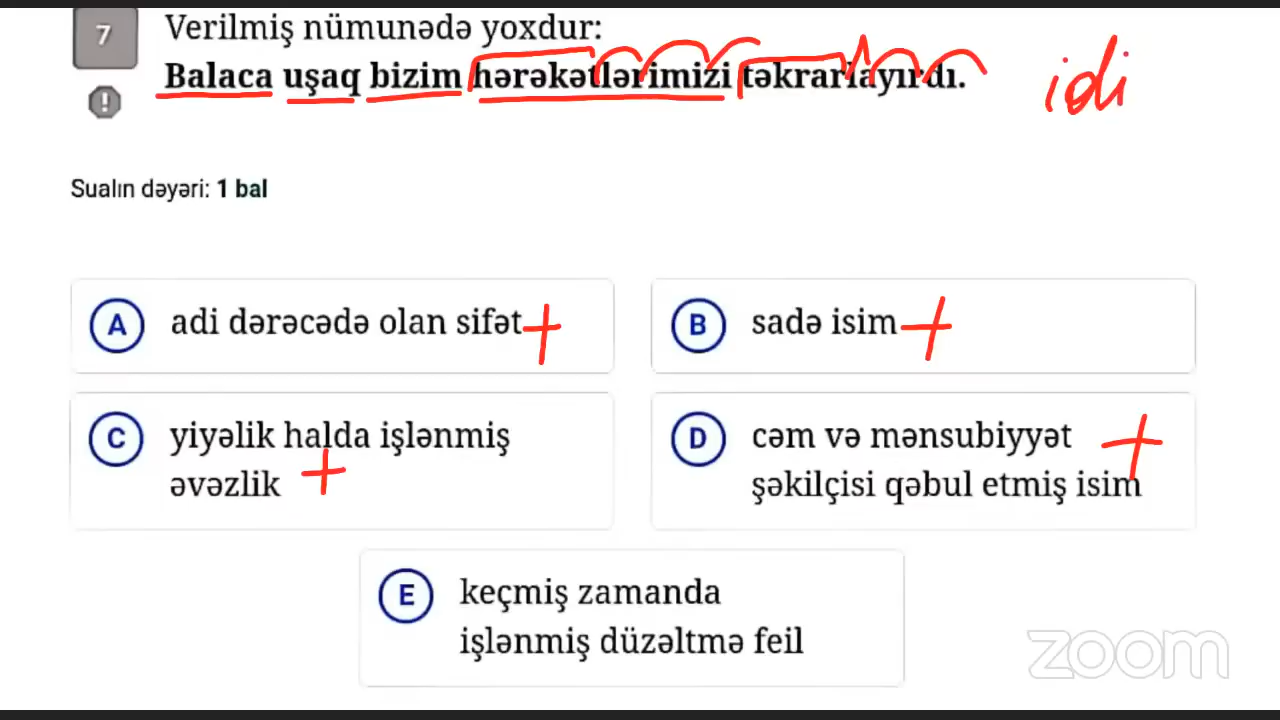 7
Verilmiş nümunədə yoxdur:
Balaca uşaq bizim hərəkətlərimizi təkrarlayırdı.
idi
Sualın dəyəri: 1 bal
A adi dərəcədə olan sifət +
B sadə isim +
C yiyəlik halda işlənmiş
əvəzlik +
D cəm və mənsubiyyət +
şəkilçisi qəbul etmiş isim
E keçmiş zamanda
işlənmiş düzəltmə feil
zoom